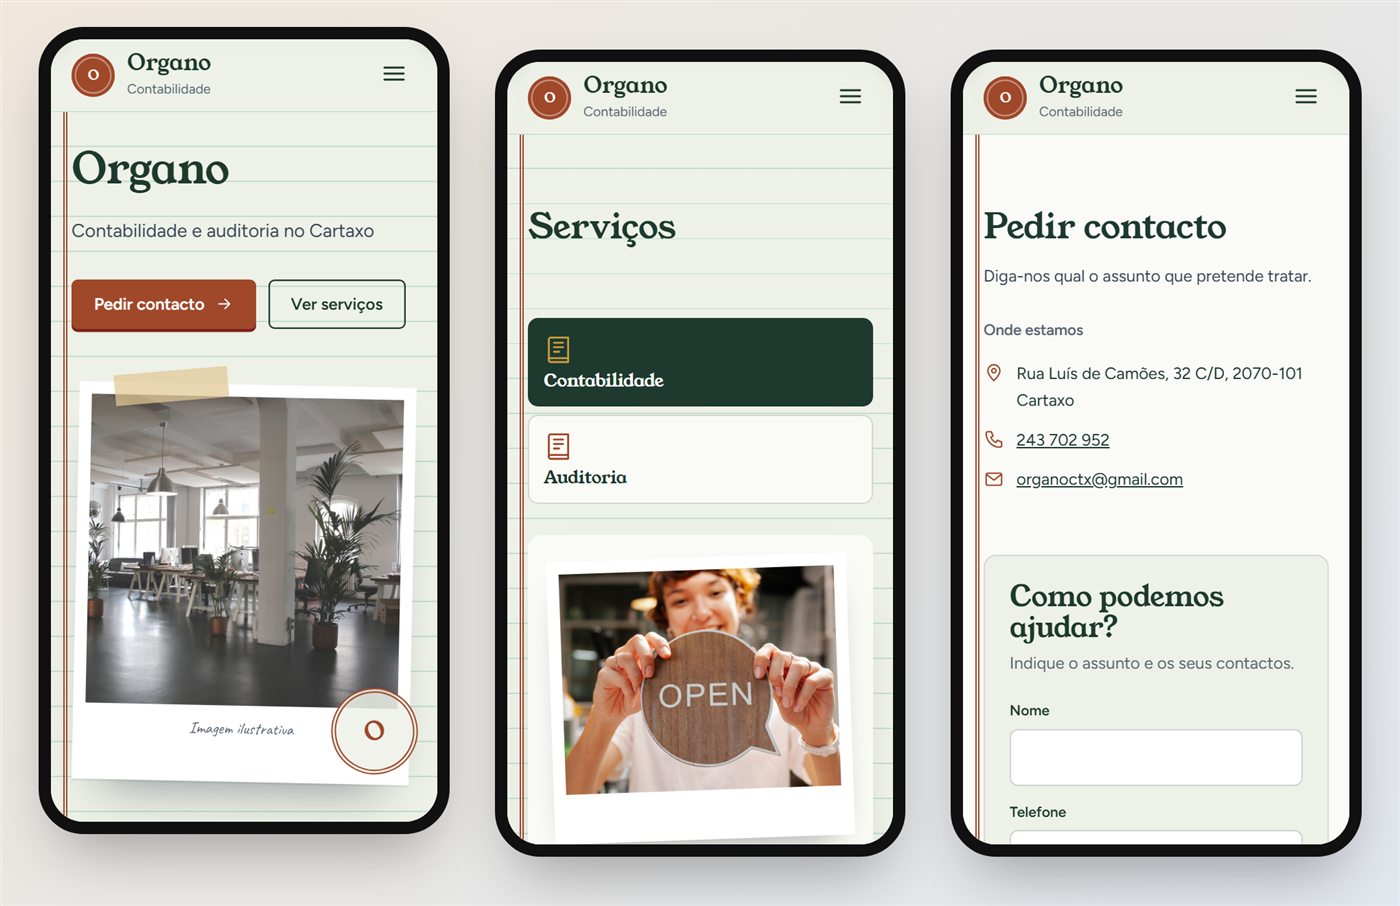 O
Organo
Contabilidade
Organo
Contabilidade e auditoria no Cartaxo
Pedir contacto
Ver serviços
Imagem ilustrativa
O
O
Organo
Contabilidade
Serviços
Contabilidade
Auditoria
OPEN
O
Organo
Contabilidade
Pedir contacto
Diga-nos qual o assunto que pretende tratar.
Onde estamos
Rua Luís de Camões, 32 C/D, 2070-101
Cartaxo
243 702 952
organoctx@gmail.com
Como podemos
ajudar?
Indique o assunto e os seus contactos.
Nome
Telefone